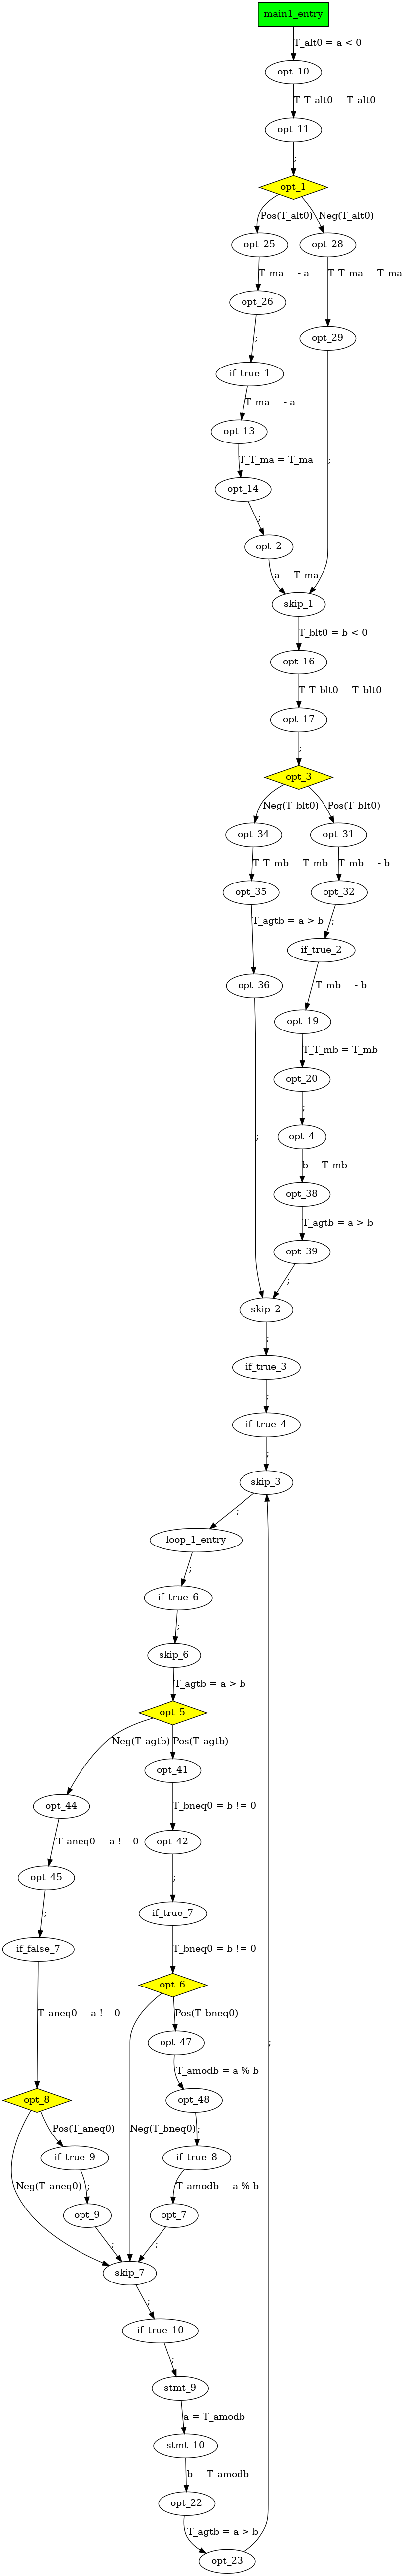 main1_entry
T_alt0 = a < 0
opt_10
T_T_alt0 = T_alt0
opt_11
;
opt_1
Pos(T_alt0)
Neg(T_alt0)
opt_25
opt_28
T_ma = - a
T_T_ma = T_ma
opt_26
opt_29
;
if_true_1
T_ma = - a
opt_13
T_T_ma = T_ma
;
opt_14
;
opt_2
a = T_ma
skip_1
T_blt0 = b < 0
opt_16
T_T_blt0 = T_blt0
opt_17
;
opt_3
Neg(T_blt0)
Pos(T_blt0)
opt_34
opt_31
T_T_mb = T_mb
T_mb = - b
opt_35
opt_32
T_agtb = a > b
;
if_true_2
opt_36
T_mb = - b
opt_19
T_T_mb = T_mb
opt_20
;
;
opt_4
b = T_mb
opt_38
T_agtb = a > b
opt_39
;
skip_2
;
if_true_3
;
if_true_4
;
skip_3
;
loop_1_entry
;
if_true_6
;
skip_6
T_agtb = a > b
opt_5
Neg(T_agtb)
Pos(T_agtb)
opt_41
opt_44
T_bneq0 = b != 0
T_aneq0 = a != 0
opt_42
opt_45
;
;
if_true_7
if_false_7
T_bneq0 = b != 0
opt_6
T_aneq0 = a != 0
Pos(T_bneq0)
opt_47
;
T_amodb = a % b
opt_8
opt_48
Pos(T_aneq0)
Neg(T_bneq0)
;
if_true_9
if_true_8
Neg(T_aneq0)
;
T_amodb = a % b
opt_9
opt_7
;
;
skip_7
;
if_true_10
;
stmt_9
a = T_amodb
stmt_10
b = T_amodb
opt_22
T_agtb = a > b
opt_23